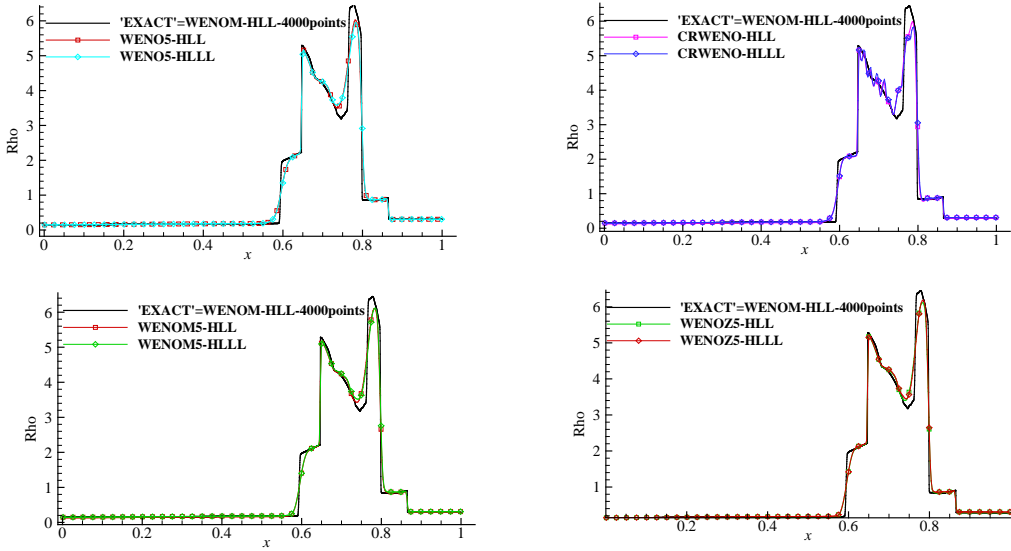 'EXACT'=WENOM-HLL-4000points
WENO5-HLL
WENO5-HLLL
Rho
6
5
4
3
2
1
0
0 0.2 0.4 0.6 0.8 1
x
'EXACT'=WENOM-HLL-4000points
CRWENO-HLL
CRWENO-HLLL
Rho
6
5
4
3
2
1
0
0 0.2 0.4 0.6 0.8 1
x
'EXACT'=WENOM-HLL-4000points
WENOM5-HLL
WENOM5-HLLL
Rho
6
5
4
3
2
1
0
0 0.2 0.4 0.6 0.8 1
x
'EXACT'=WENOM-HLL-4000points
WENOZ5-HLL
WENOZ5-HLLL
Rho
6
5
4
3
2
1
0.2 0.4 0.6 0.8
x